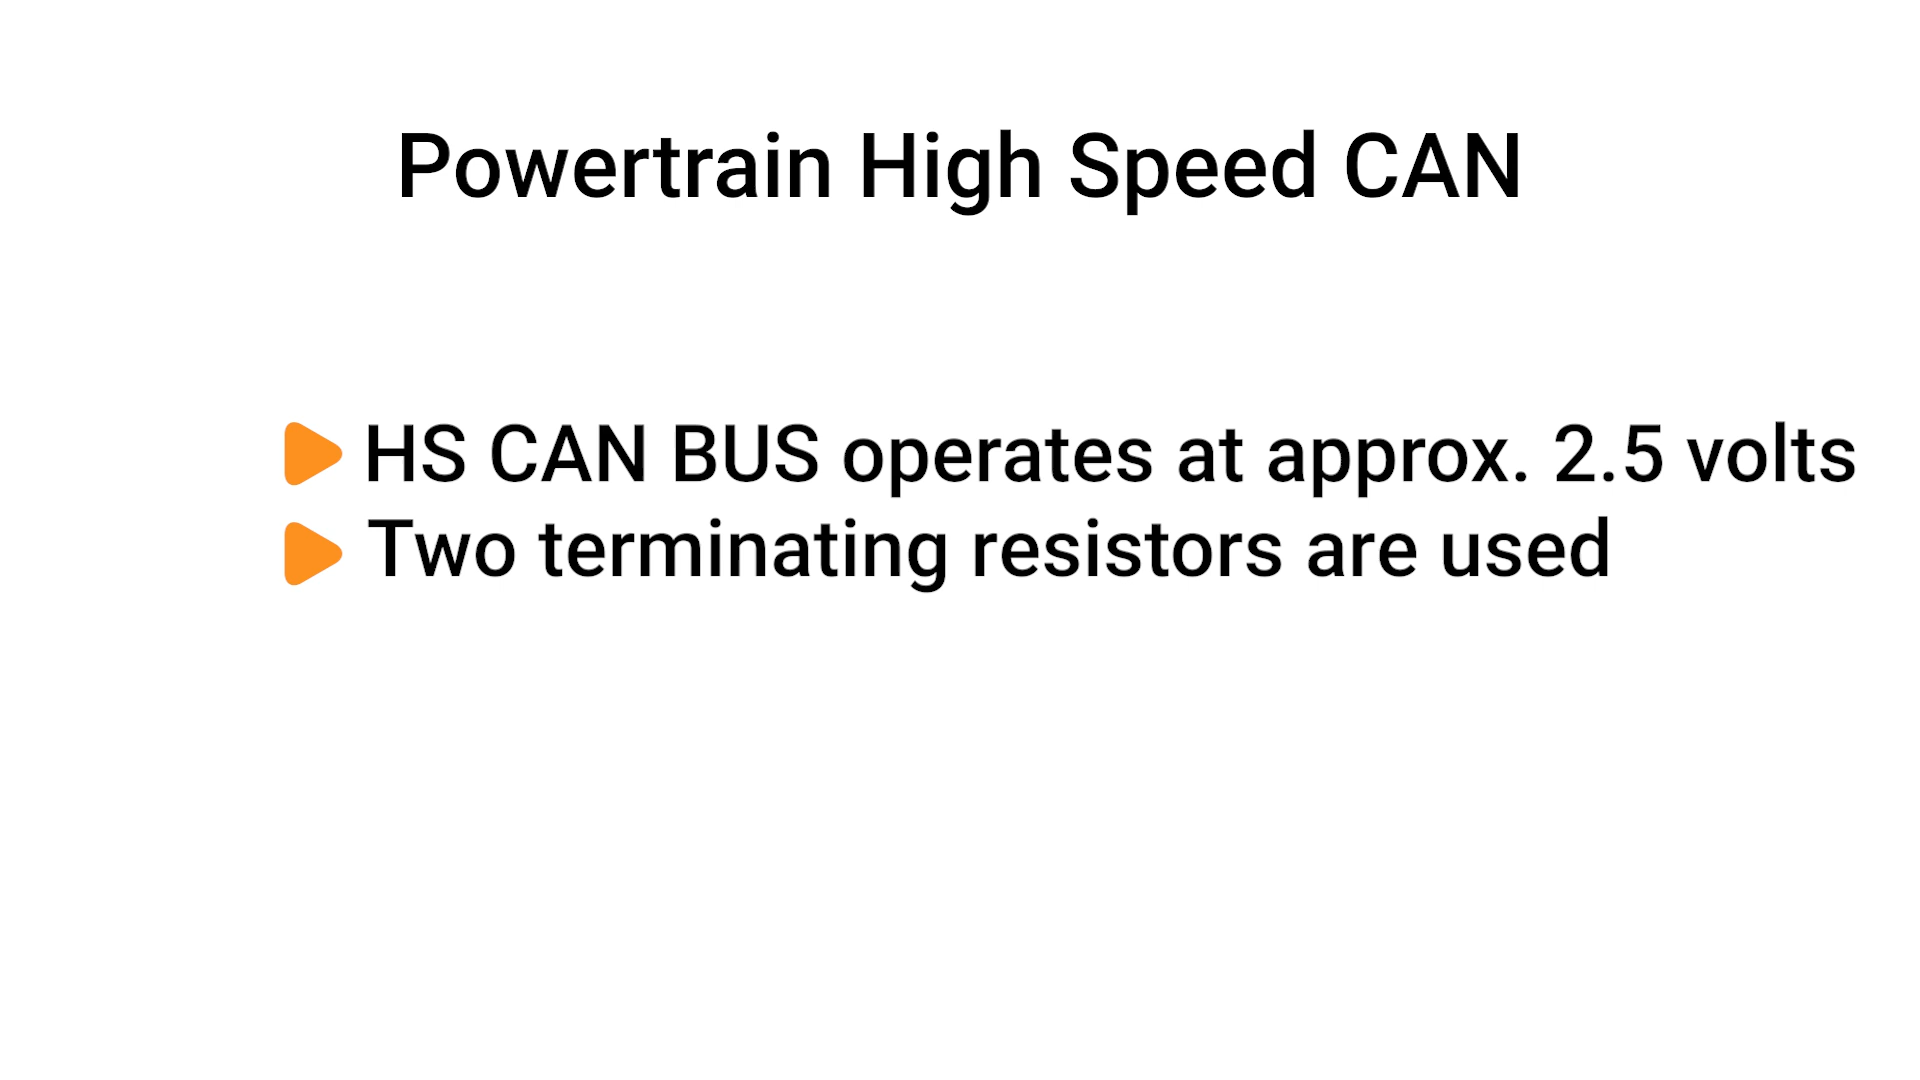 Powertrain High Speed CAN
HS CAN BUS operates at approx. 2.5 volts
Two terminating resistors are used